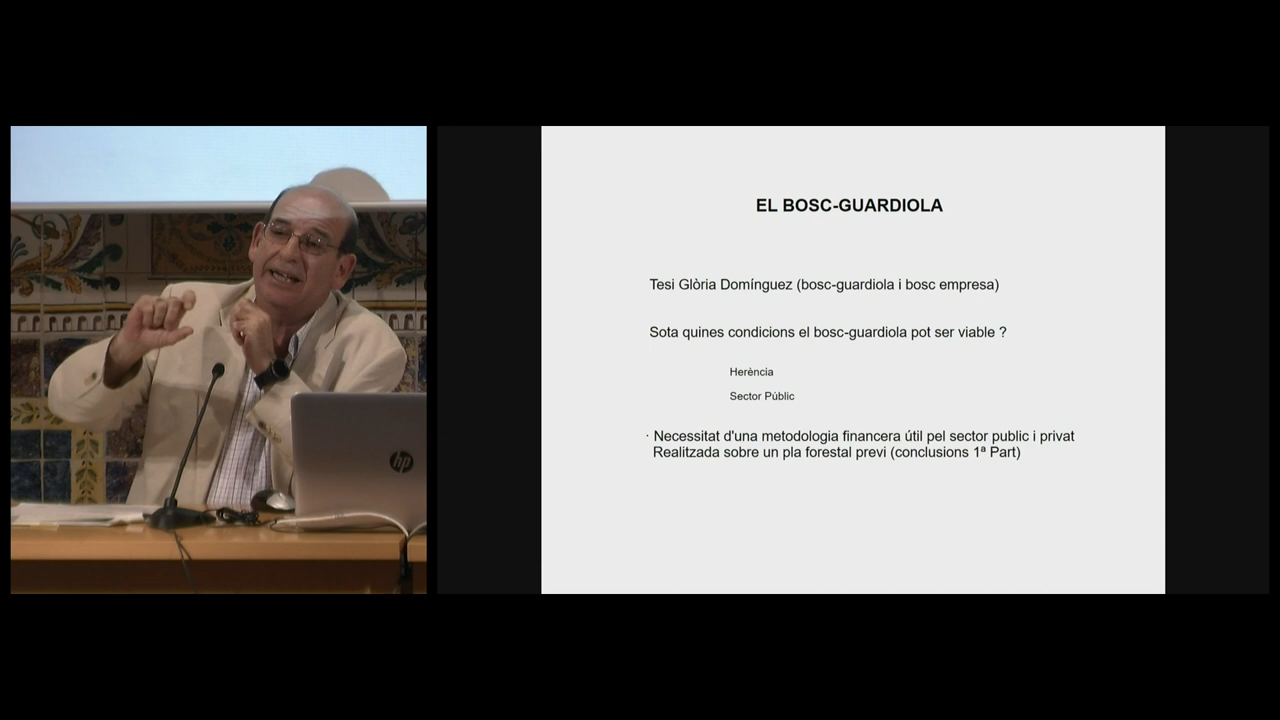 EL BOSC-GUARDIOLA
Tesi Glòria Domínguez (bosc-guardiola i bosc empresa)
Sota quines condicions el bosc-guardiola pot ser viable ?
Herència
Sector Públic
· Necessitat d'una metodologia financera útil pel sector public i privat
Realitzada sobre un pla forestal previ (conclusions 1ª Part)
hp